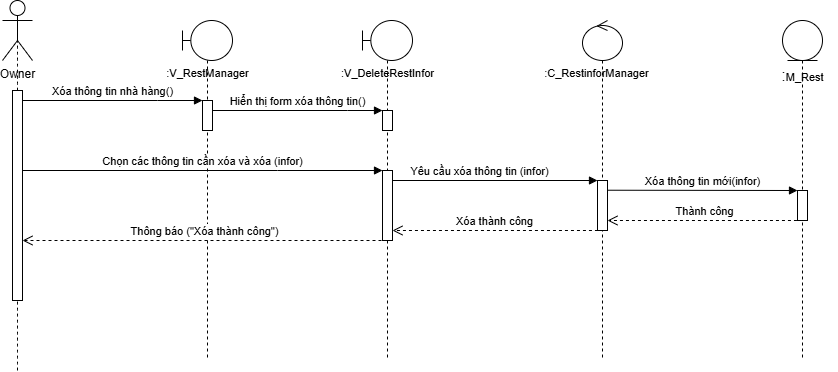 Owner
:V_RestManager
:V_DeleteRestInfor
:C_RestinforManager
:M_Rest
Xóa thông tin nhà hàng()
Hiển thị form xóa thông tin()
Chọn các thông tin cần xóa và xóa (infor)
Yêu cầu xóa thông tin (infor)
Xóa thông tin mới(infor)
Thành công
Xóa thành công
Thông báo ("Xóa thành công")